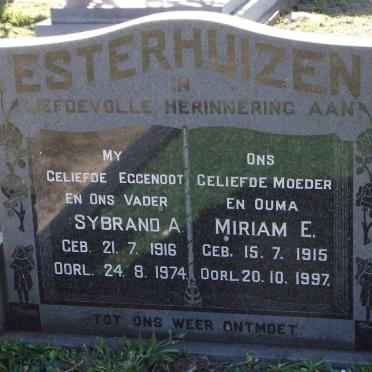 ESTERHUIZEN
IN
LIEFDEVOLLE HERINNERING AAN
MY
GELIEFDE EGGENOOT
EN ONS VADER
SYBRAND A.
GEB. 21. 7. 1916
OORL. 24. 8. 1974
ONS
GELIEFDE MOEDER
EN OUMA
MIRIAM E.
GEB. 15. 7. 1915
OORL. 20. 10. 1997.
TOT ONS WEER ONTMOET.